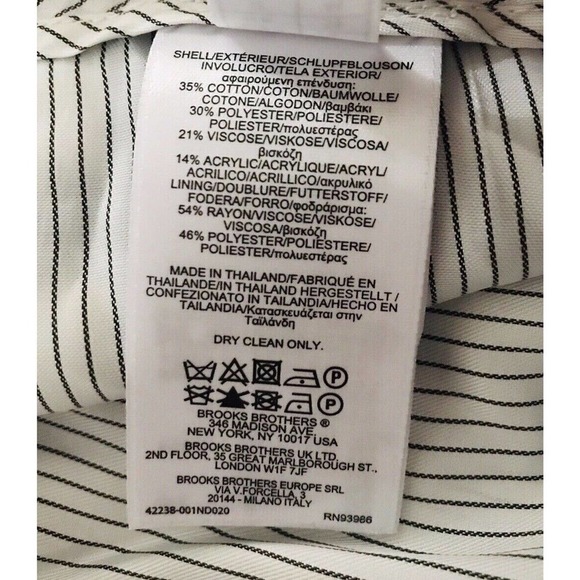 SHELL/EXTÉRIEUR/SCHLUPFBLOUSON/
INVOLUCRO/TELA EXTERIOR/
αφαιρούμενη επένδυση:
35% COTTON/COTON/BAUMWOLLE/
COTONE/ALGODON/βαμβάκι
30% POLYESTER/POLIESTERE/
POLIESTER/πολυεστέρας
21% VISCOSE/VISKOSE/VISCOSA/
βισκόζη
14% ACRYLIC/ACRYLIQUE/ACRYL/
ACRILICO/ACRILLICO/ακρυλικό
LINING/DOUBLURE/FUTTERSTOFF/
FODERA/FORRO/φοδράρισμα:
54% RAYON/VISCOSE/VISKOSE/
VISCOSA/βισκόζη
46% POLYESTER/POLIESTERE/
POLIESTER/πολυεστέρας
MADE IN THAILAND/FABRIQUÉ EN
THAILANDE/IN THAILAND HERGESTELLT/
CONFEZIONATO IN TAILANDIA/HECHO EN
TAILANDIA/Κατασκευάζεται στην
Ταϊλάνδη
DRY CLEAN ONLY.
BROOKS BROTHERS ®
346 MADISON AVE
NEW YORK, NY 10017 USA
BROOKS BROTHERS UK LTD.
2ND FLOOR, 35 GREAT MARLBOROUGH ST.,
LONDON W1F 7JF
BROOKS BROTHERS EUROPE SRL
VIA V.FORCELLA, 3
20144 - MILANO ITALY
42238-001ND020 RN93986